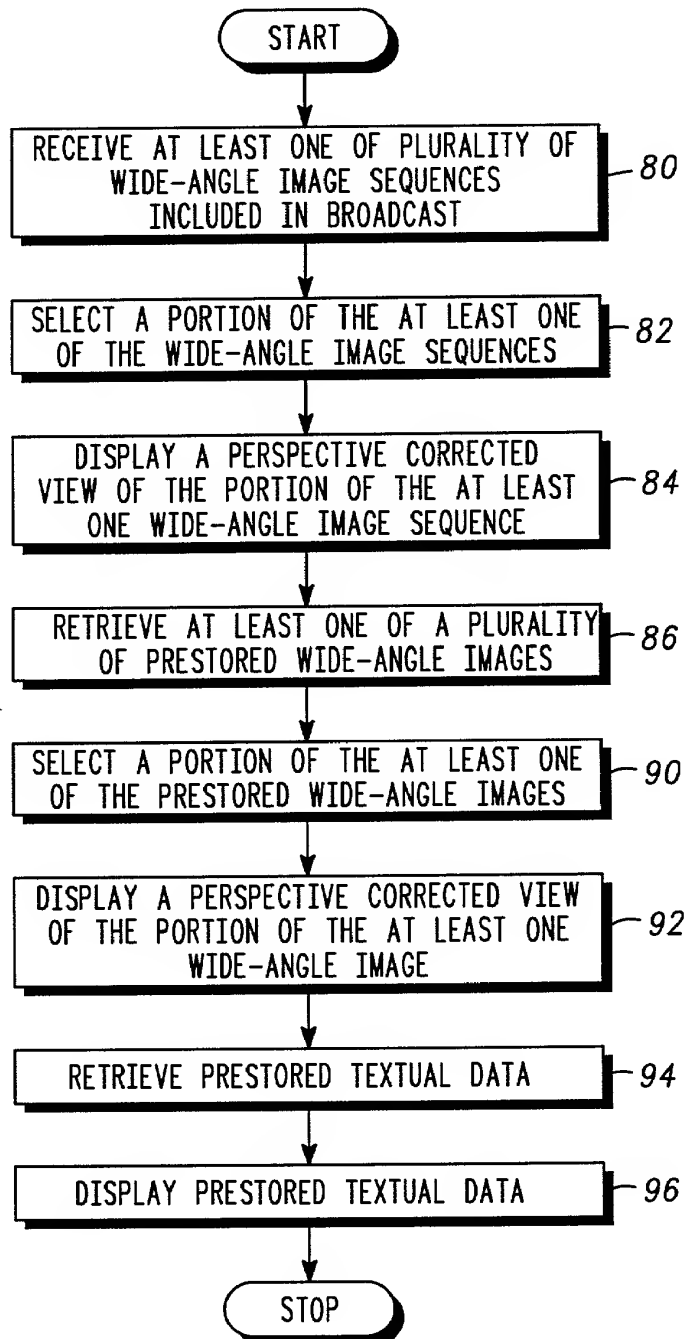 START
RECEIVE AT LEAST ONE OF PLURALITY OF
WIDE-ANGLE IMAGE SEQUENCES
INCLUDED IN BROADCAST
80
SELECT A PORTION OF THE AT LEAST ONE
OF THE WIDE-ANGLE IMAGE SEQUENCES
82
DISPLAY A PERSPECTIVE CORRECTED
VIEW OF THE PORTION OF THE AT LEAST
ONE WIDE-ANGLE IMAGE SEQUENCE
84
RETRIEVE AT LEAST ONE OF A PLURALITY
OF PRESTORED WIDE-ANGLE IMAGES
86
SELECT A PORTION OF THE AT LEAST ONE
OF THE PRESTORED WIDE-ANGLE IMAGES
90
DISPLAY A PERSPECTIVE CORRECTED VIEW
OF THE PORTION OF THE AT LEAST ONE
WIDE-ANGLE IMAGE
92
RETRIEVE PRESTORED TEXTUAL DATA
94
DISPLAY PRESTORED TEXTUAL DATA
96
STOP